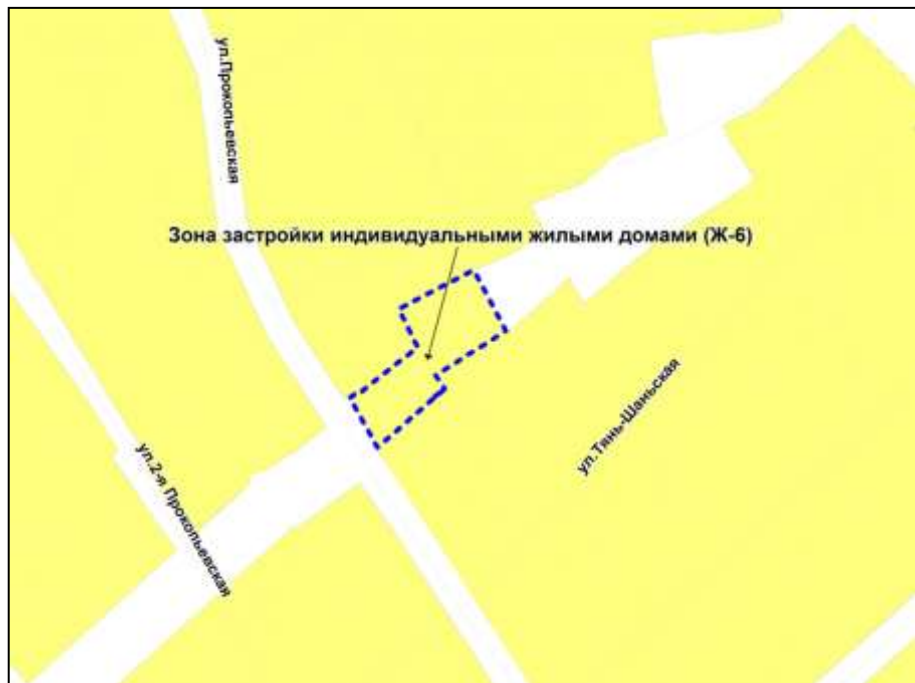 ул.Прокопьевская
Зона застройки индивидуальными жилыми домами (Ж-6)
ул.Тянь-Шаньская
ул.2-я Прокопьевская